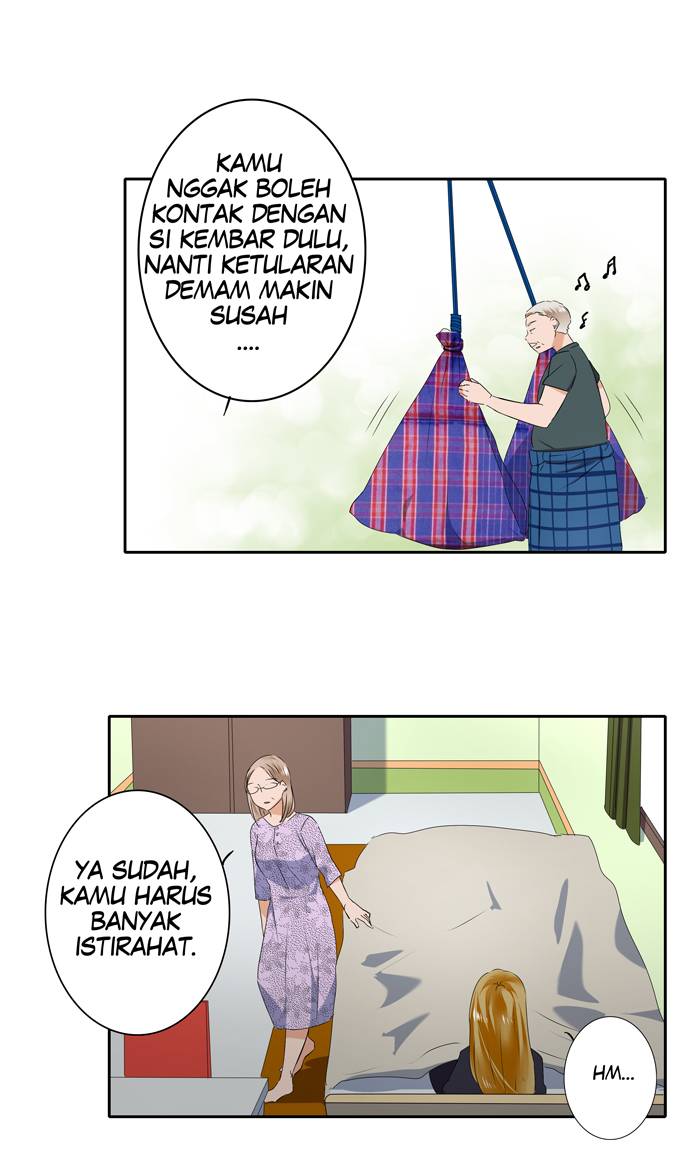 KAMU
NGGAK BOLEH
KONTAK DENGAN
SI KEMBAR DULU,
NANTI KETULARAN
DEMAM MAKIN
SUSAH
....
YA SUDAH,
KAMU HARUS
BANYAK
ISTIRAHAT.
HM...